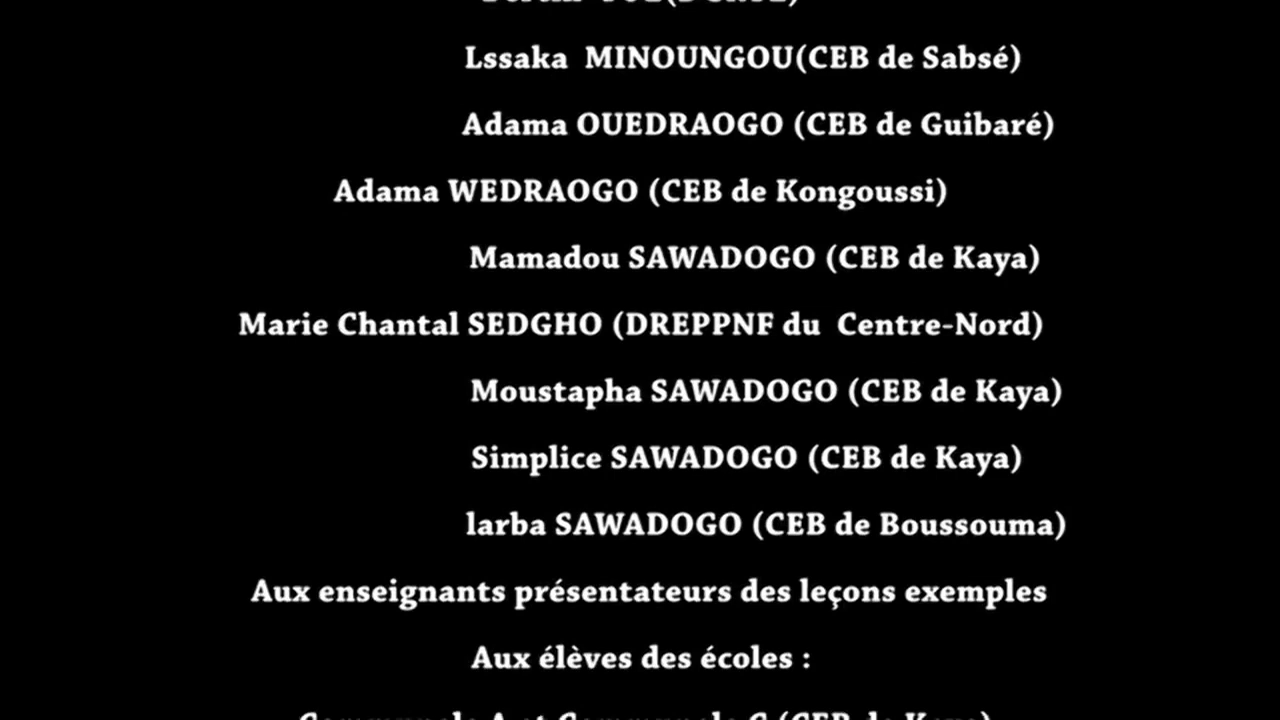 Lssaka MINOUNGOU(CEB de Sabsé)
Adama OUEDRAOGO (CEB de Guibaré)
Adama WEDRAOGO (CEB de Kongoussi)
Mamadou SAWADOGO (CEB de Kaya)
Marie Chantal SEDGHO (DREPPNF du Centre-Nord)
Moustapha SAWADOGO (CEB de Kaya)
Simplice SAWADOGO (CEB de Kaya)
larba SAWADOGO (CEB de Boussouma)
Aux enseignants présentateurs des leçons exemples
Aux élèves des écoles :